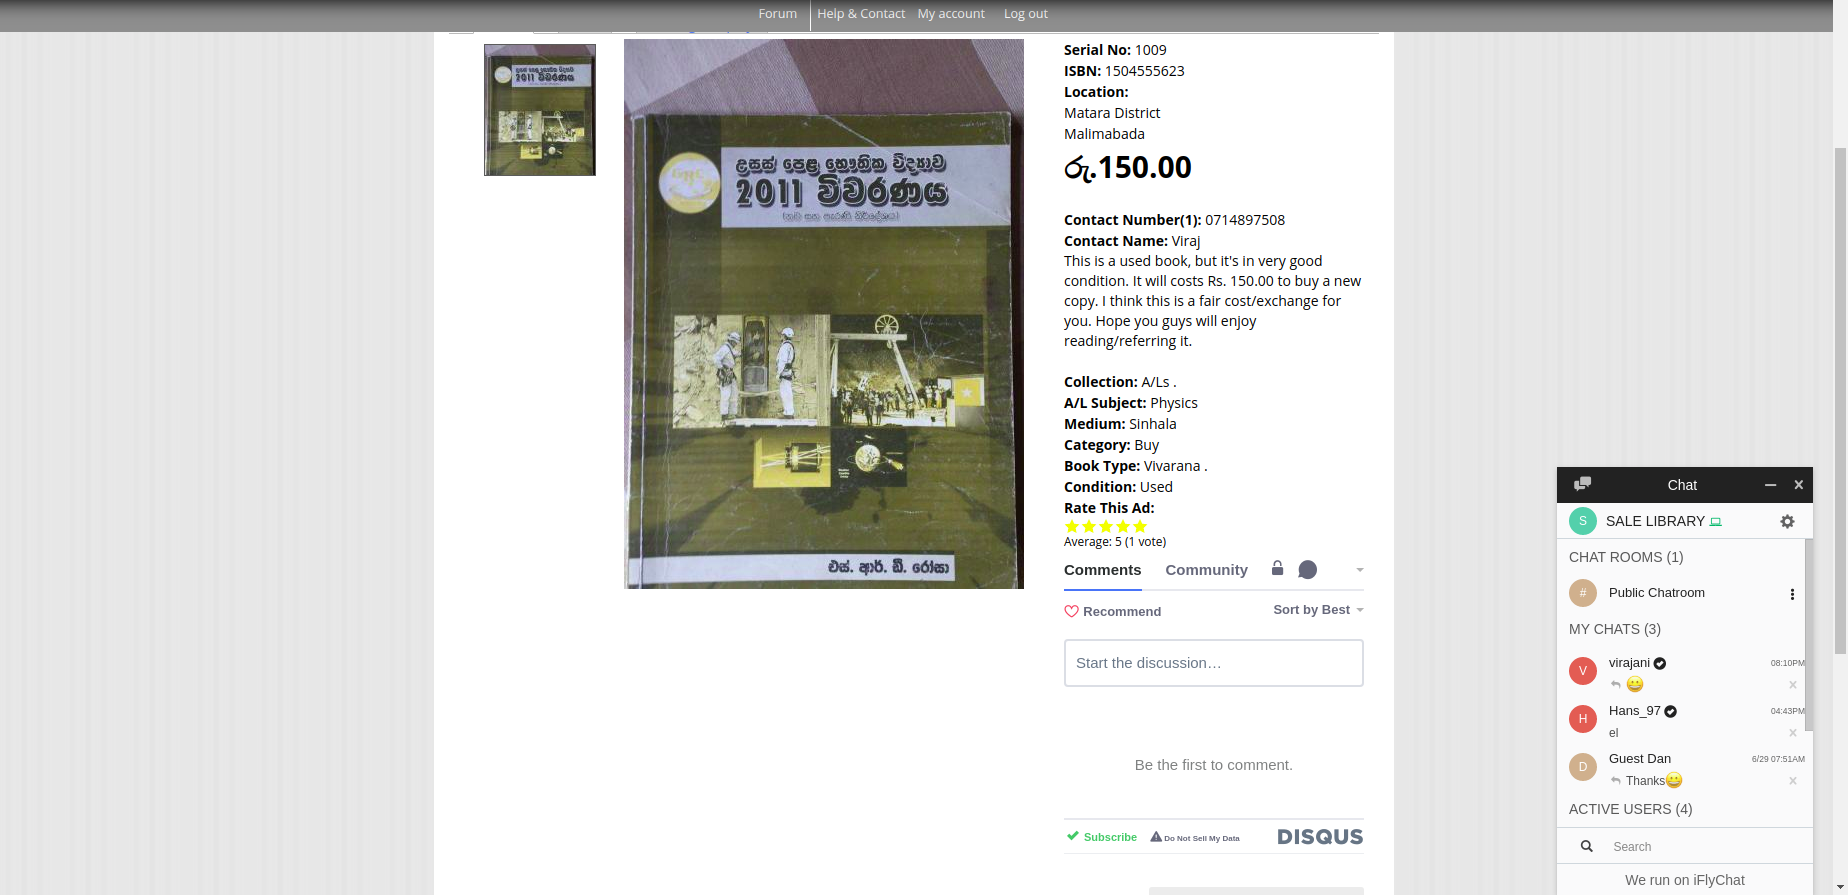 Forum
Help & Contact
My account
Log out
උසස් පෙළ භෞතික විද්‍යාව
2011 විවරණය
(නව සහ පැරණි නිර්දේශය)
එස්. ආර්. ඩී. රෝසා
Serial No: 1009
ISBN: 1504555623
Location:
Matara District
Malimabada
රු.150.00
Contact Number(1): 0714897508
Contact Name: Viraj
This is a used book, but it's in very good
condition. It will costs Rs. 150.00 to buy a new
copy. I think this is a fair cost/exchange for
you. Hope you guys will enjoy
reading/referring it.
Collection: A/Ls .
A/L Subject: Physics
Medium: Sinhala
Category: Buy
Book Type: Vivarana .
Condition: Used
Rate This Ad:
Average: 5 (1 vote)
Comments
Community
Recommend
Sort by Best
Start the discussion…
Be the first to comment.
Subscribe
Do Not Sell My Data
DISQUS
Chat
S SALE LIBRARY
CHAT ROOMS (1)
# Public Chatroom
MY CHATS (3)
V virajani 08:10PM
😀
H Hans_97 04:43PM
el
D Guest Dan 6/29 07:51AM
Thanks😀
ACTIVE USERS (4)
Search
We run on iFlyChat